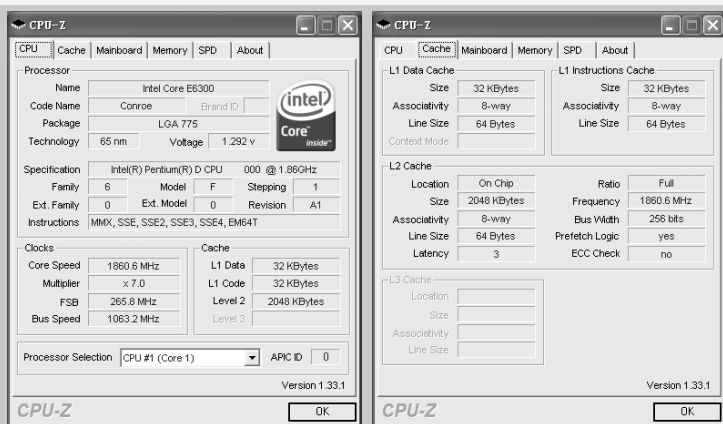 CPU-Z
CPU Cache Mainboard Memory SPD About
Processor
Name Intel Core E6300
Code Name Conroe Brand ID
Package LGA 775
Technology 65 nm Voltage 1.292 v
intel
Core
inside
Specification Intel(R) Pentium(R) D CPU 000 @ 1.86GHz
Family 6 Model F Stepping 1
Ext. Family 0 Ext. Model 0 Revision A1
Instructions MMX, SSE, SSE2, SSE3, SSE4, EM64T
Clocks
Core Speed 1860.6 MHz
Multiplier x 7.0
FSB 265.8 MHz
Bus Speed 1063.2 MHz
Cache
L1 Data 32 KBytes
L1 Code 32 KBytes
Level 2 2048 KBytes
Level 3
Processor Selection CPU #1 (Core 1) APIC ID 0
Version 1.33.1
CPU-Z OK
CPU-Z
CPU Cache Mainboard Memory SPD About
L1 Data Cache
Size 32 KBytes
Associativity 8-way
Line Size 64 Bytes
Context Mode
L1 Instructions Cache
Size 32 KBytes
Associativity 8-way
Line Size 64 Bytes
L2 Cache
Location On Chip Ratio Full
Size 2048 KBytes Frequency 1860.6 MHz
Associativity 8-way Bus Width 256 bits
Line Size 64 Bytes Prefetch Logic yes
Latency 3 ECC Check no
L3 Cache
Location
Size
Associativity
Line Size
Version 1.33.1
CPU-Z OK